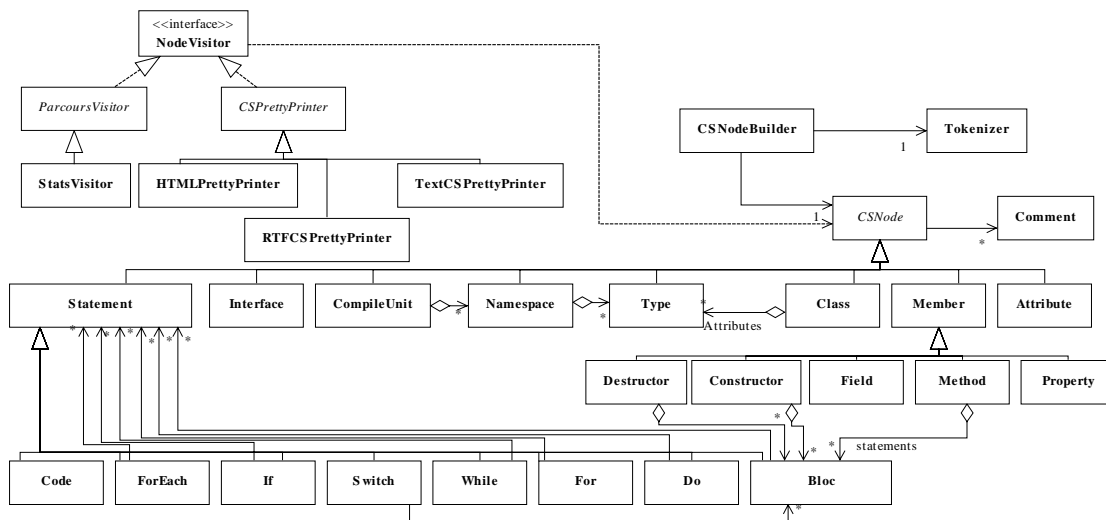 <<interface>>
NodeVisitor
ParcoursVisitor
CSPrettyPrinter
CSNodeBuilder
Tokenizer
1
StatsVisitor
HTMLPrettyPrinter
TextCSPrettyPrinter
RTFCSPrettyPrinter
1
CSNode
*
Comment
Statement
Interface
CompileUnit
*
Namespace
*
Type
*
Attributes
Class
Member
Attribute
*
*
*
*
*
*
Destructor
Constructor
Field
Method
Property
*
*
*
*
statements
Code
ForEach
If
Switch
While
For
Do
Bloc
*